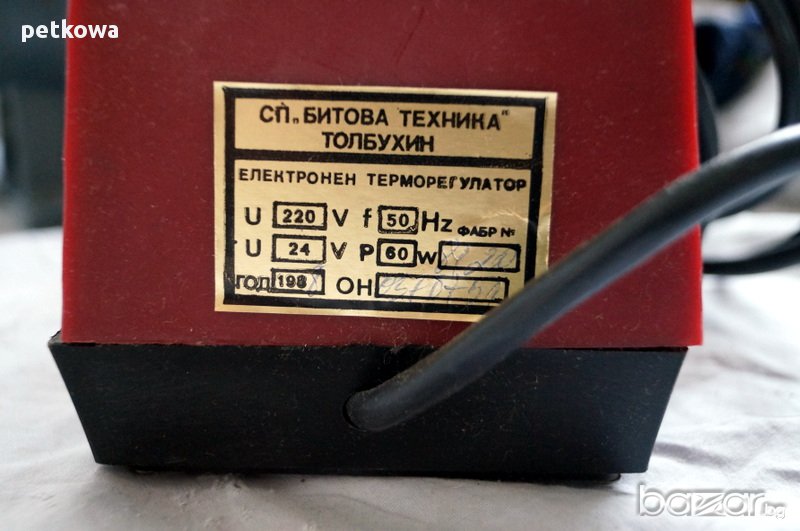 petkowa
СП „БИТОВА ТЕХНИКА"
ТОЛБУХИН
ЕЛЕКТРОНЕН ТЕРМОРЕГУЛАТОР
U 220 V f 50 Hz ФАБР №
U 24 V P 60 W
ГОД 198 ОН
bazar.bg